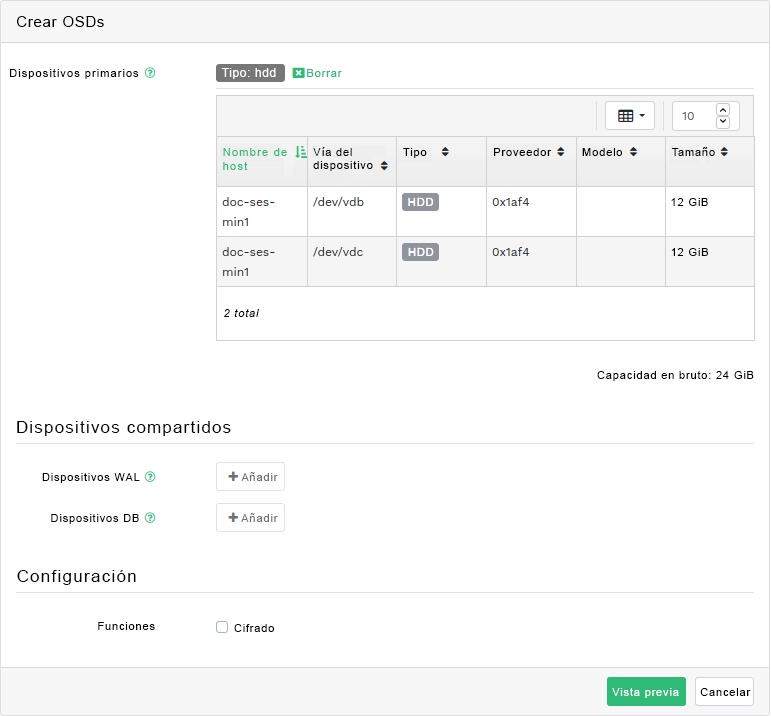 Crear OSDs
Dispositivos primarios
Tipo: hdd Borrar
10
Nombre de host Vía del dispositivo Tipo Proveedor Modelo Tamaño
doc-ses-min1 /dev/vdb HDD 0x1af4 12 GiB
doc-ses-min1 /dev/vdc HDD 0x1af4 12 GiB
2 total
Capacidad en bruto: 24 GiB
Dispositivos compartidos
Dispositivos WAL Añadir
Dispositivos DB Añadir
Configuración
Funciones Cifrado
Vista previa Cancelar